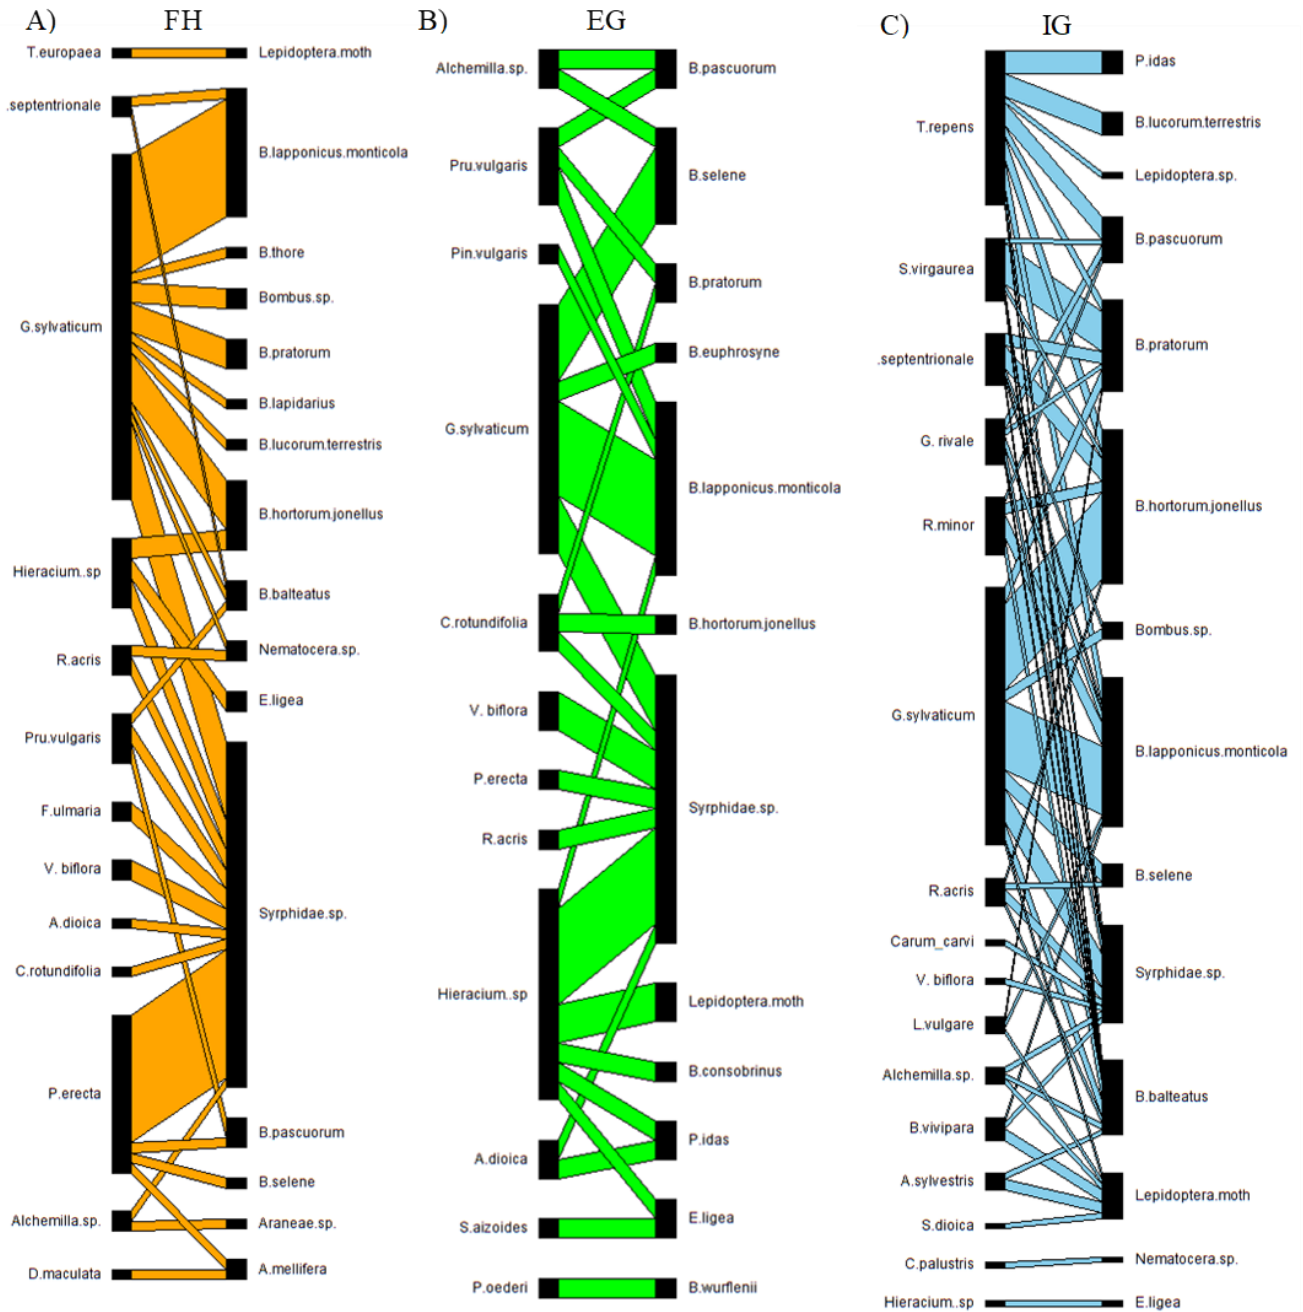 A) FH
T.europaea
.septentrionale
G.sylvaticum
Hieracium..sp
R.acris
Pru.vulgaris
F.ulmaria
V. biflora
A.dioica
C.rotundifolia
P.erecta
Alchemilla.sp.
D.maculata
Lepidoptera.moth
B.lapponicus.monticola
B.thore
Bombus.sp.
B.pratorum
B.lapidarius
B.lucorum.terrestris
B.hortorum.jonellus
B.balteatus
Nematocera.sp.
E.ligea
Syrphidae.sp.
B.pascuorum
B.selene
Araneae.sp.
A.mellifera
B) EG
Alchemilla.sp.
Pru.vulgaris
Pin.vulgaris
G.sylvaticum
C.rotundifolia
V. biflora
P.erecta
R.acris
Hieracium..sp
A.dioica
S.aizoides
P.oederi
B.pascuorum
B.selene
B.pratorum
B.euphrosyne
B.lapponicus.monticola
B.hortorum.jonellus
Syrphidae.sp.
Lepidoptera.moth
B.consobrinus
P.idas
E.ligea
B.wurflenii
C) IG
T.repens
S.virgaurea
.septentrionale
G. rivale
R.minor
G.sylvaticum
R.acris
Carum_carvi
V. biflora
L.vulgare
Alchemilla.sp.
B.vivipara
A.sylvestris
S.dioica
C.palustris
Hieracium..sp
P.idas
B.lucorum.terrestris
Lepidoptera.sp.
B.pascuorum
B.pratorum
B.hortorum.jonellus
Bombus.sp.
B.lapponicus.monticola
B.selene
Syrphidae.sp.
B.balteatus
Lepidoptera.moth
Nematocera.sp.
E.ligea